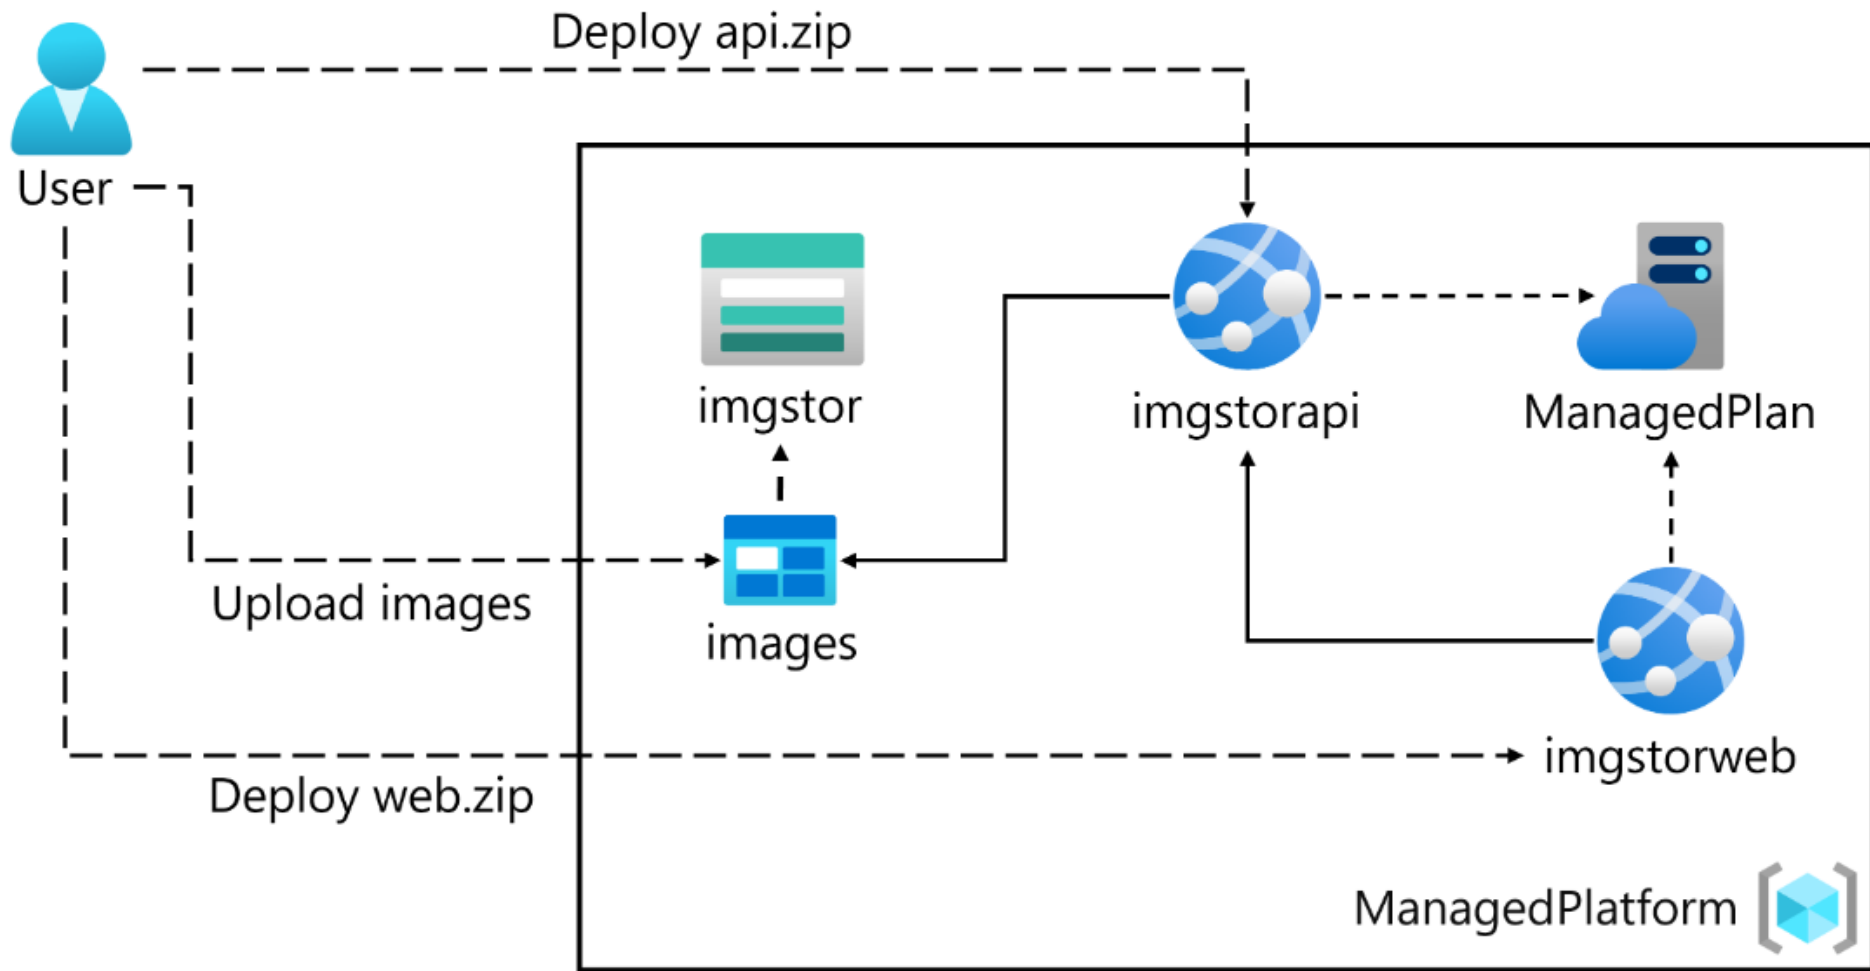 Deploy api.zip
User
imgstor
imgstorapi
ManagedPlan
Upload images
images
imgstorweb
Deploy web.zip
ManagedPlatform